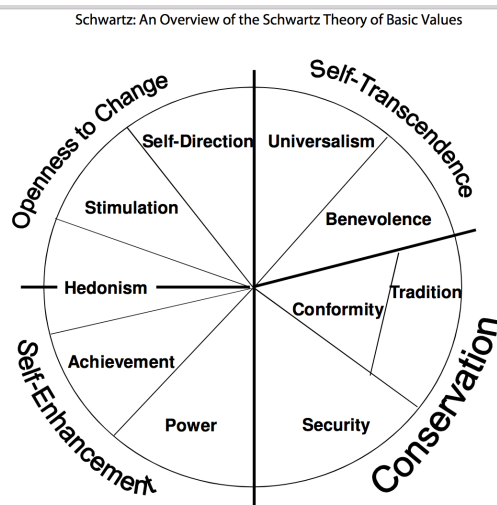 Schwartz: An Overview of the Schwartz Theory of Basic Values
Openness to Change
Self-Transcendence
Self-Direction
Universalism
Stimulation
Benevolence
Hedonism
Conformity
Tradition
Achievement
Power
Security
Self-Enhancement
Conservation